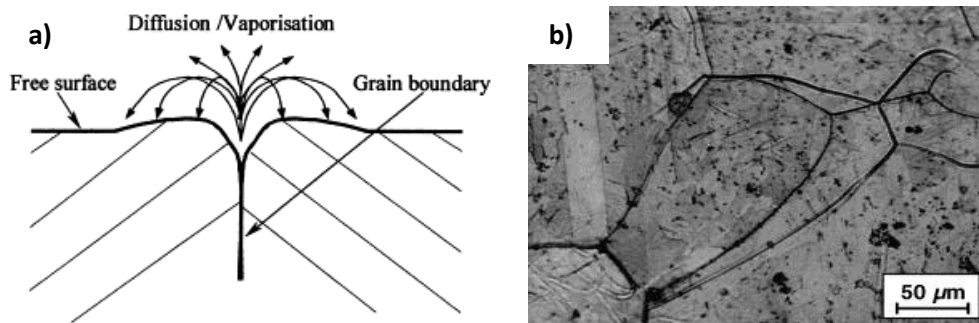 a)
Diffusion /Vaporisation
Free surface
Grain boundary
b)
50 μm